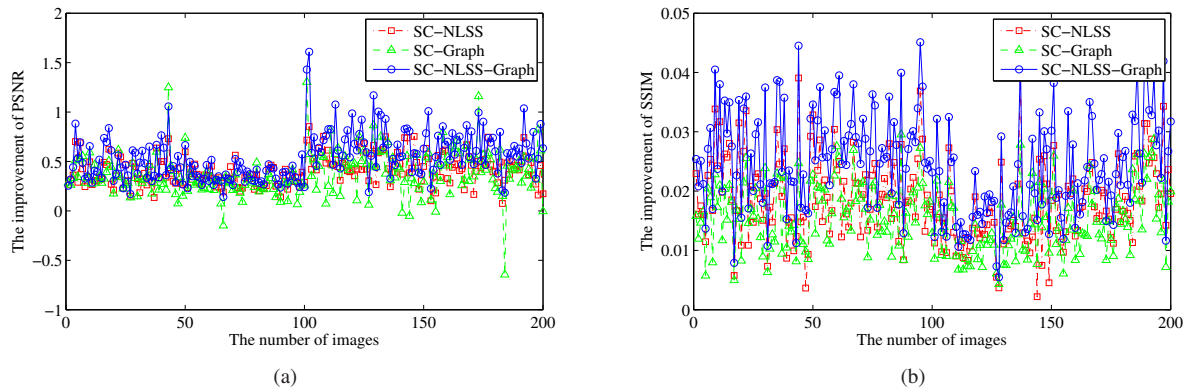 2
1.5
1
0.5
0
−0.5
−1
The improvement of PSNR
SC−NLSS
SC−Graph
SC−NLSS−Graph
0 50 100 150 200
The number of images
(a)
0.05
0.04
0.03
0.02
0.01
0
The improvement of SSIM
SC−NLSS
SC−Graph
SC−NLSS−Graph
0 50 100 150 200
The number of images
(b)